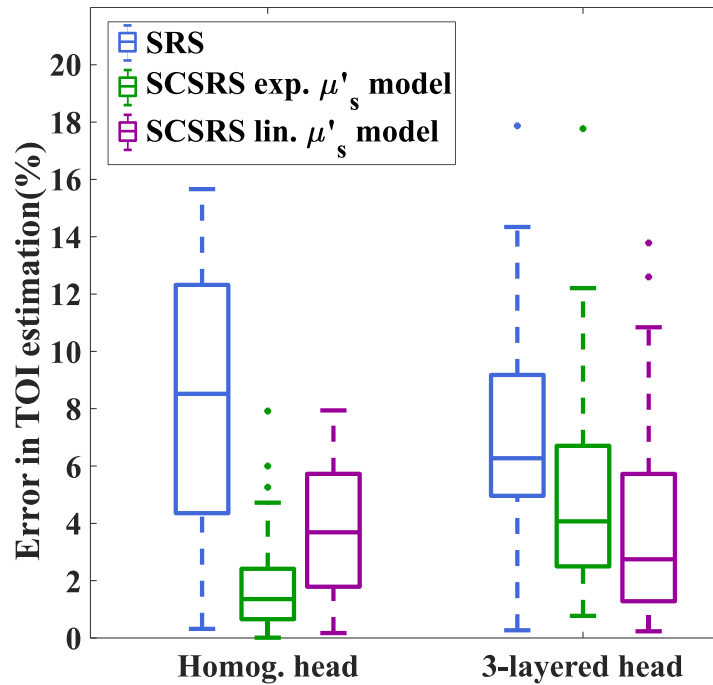 SRS
SCSRS exp. μ's model
SCSRS lin. μ's model
Error in TOI estimation(%)
20
18
16
14
12
10
8
6
4
2
0
Homog. head
3-layered head